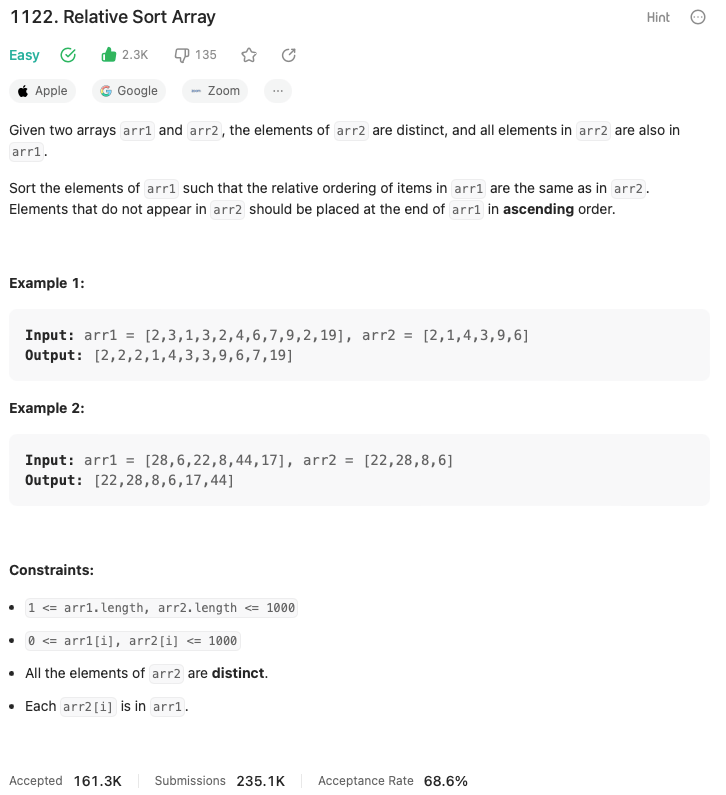 1122. Relative Sort Array
Hint
Easy
2.3K
135
Apple
Google
Zoom
...
Given two arrays arr1 and arr2, the elements of arr2 are distinct, and all elements in arr2 are also in
arr1.
Sort the elements of arr1 such that the relative ordering of items in arr1 are the same as in arr2.
Elements that do not appear in arr2 should be placed at the end of arr1 in ascending order.
Example 1:
Input: arr1 = [2,3,1,3,2,4,6,7,9,2,19], arr2 = [2,1,4,3,9,6]
Output: [2,2,2,1,4,3,3,9,6,7,19]
Example 2:
Input: arr1 = [28,6,22,8,44,17], arr2 = [22,28,8,6]
Output: [22,28,8,6,17,44]
Constraints:
• 1 <= arr1.length, arr2.length <= 1000
• 0 <= arr1[i], arr2[i] <= 1000
• All the elements of arr2 are distinct.
• Each arr2[i] is in arr1.
Accepted 161.3K Submissions 235.1K Acceptance Rate 68.6%